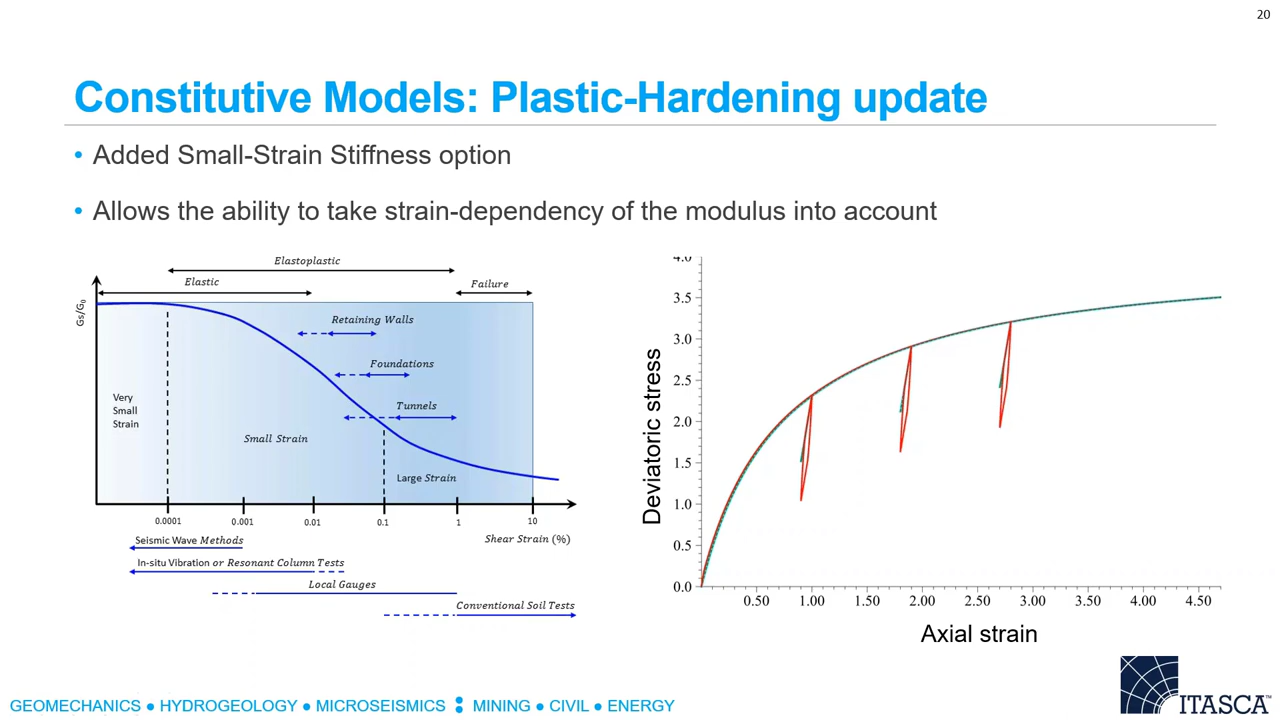 20
Constitutive Models: Plastic-Hardening update
• Added Small-Strain Stiffness option
• Allows the ability to take strain-dependency of the modulus into account
Elastoplastic
Elastic
Failure
Gs/G₀
Retaining Walls
Foundations
Tunnels
Very
Small
Strain
Small Strain
Large Strain
0.0001 0.001 0.01 0.1 1 10
Shear Strain (%)
Seismic Wave Methods
In-situ Vibration or Resonant Column Tests
Local Gauges
Conventional Soil Tests
4.0
3.5
3.0
2.5
2.0
1.5
1.0
0.5
0.0
Deviatoric stress
0.50 1.00 1.50 2.00 2.50 3.00 3.50 4.00 4.50
Axial strain
GEOMECHANICS ● HYDROGEOLOGY ● MICROSEISMICS MINING ● CIVIL ● ENERGY
ITASCA™